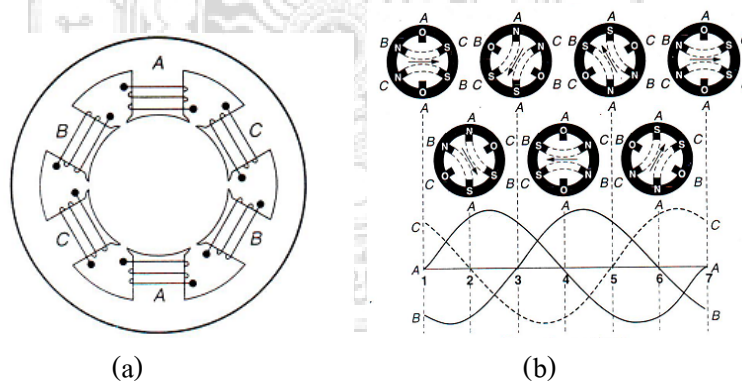 A
B C
C B
A
A A A A
B O C B N C B S C B O C
N S O N O S N S
N S S O O N N S
C O B C S B C N B C O B
A A A A
B N C B O C B S C
N O S N O S
O S S N N O
C S B C O B C N B
A A A
C C
A 1 2 3 4 5 6 7 A
B B
(a) (b)